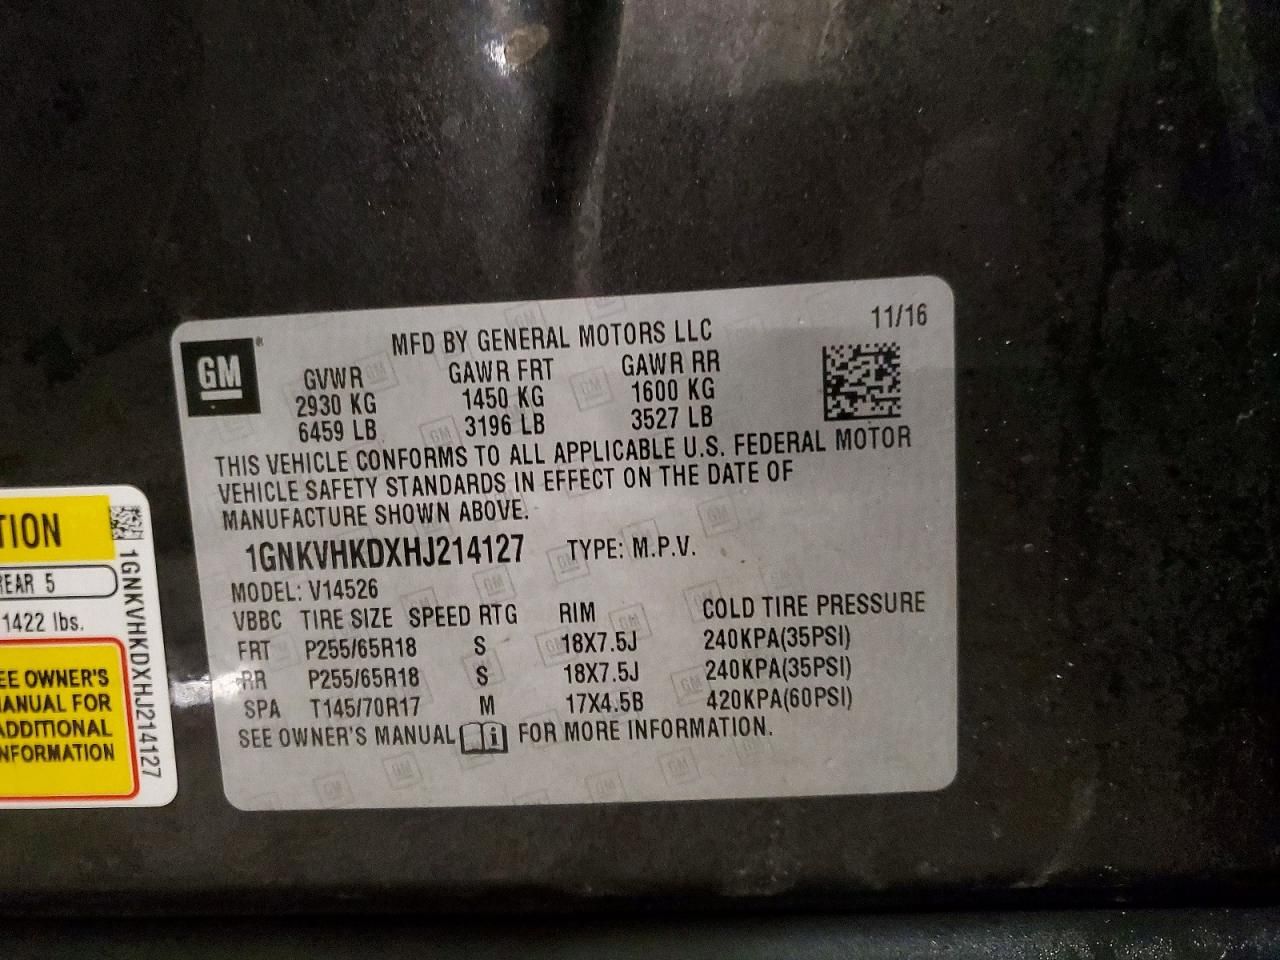 11/16
GM
®
MFD BY GENERAL MOTORS LLC
GVWR GAWR FRT GAWR RR
2930 KG 1450 KG 1600 KG
6459 LB 3196 LB 3527 LB
THIS VEHICLE CONFORMS TO ALL APPLICABLE U.S. FEDERAL MOTOR
VEHICLE SAFETY STANDARDS IN EFFECT ON THE DATE OF
MANUFACTURE SHOWN ABOVE.
1GNKVHKDXHJ214127 TYPE: M.P.V.
MODEL: V14526
VBBC TIRE SIZE SPEED RTG RIM COLD TIRE PRESSURE
FRT P255/65R18 S 18X7.5J 240KPA(35PSI)
RR P255/65R18 S 18X7.5J 240KPA(35PSI)
SPA T145/70R17 M 17X4.5B 420KPA(60PSI)
SEE OWNER'S MANUAL i FOR MORE INFORMATION.
TION
REAR 5
1422 lbs.
EE OWNER'S
ANUAL FOR
ADDITIONAL
NFORMATION
1GNKVHKDXHJ214127